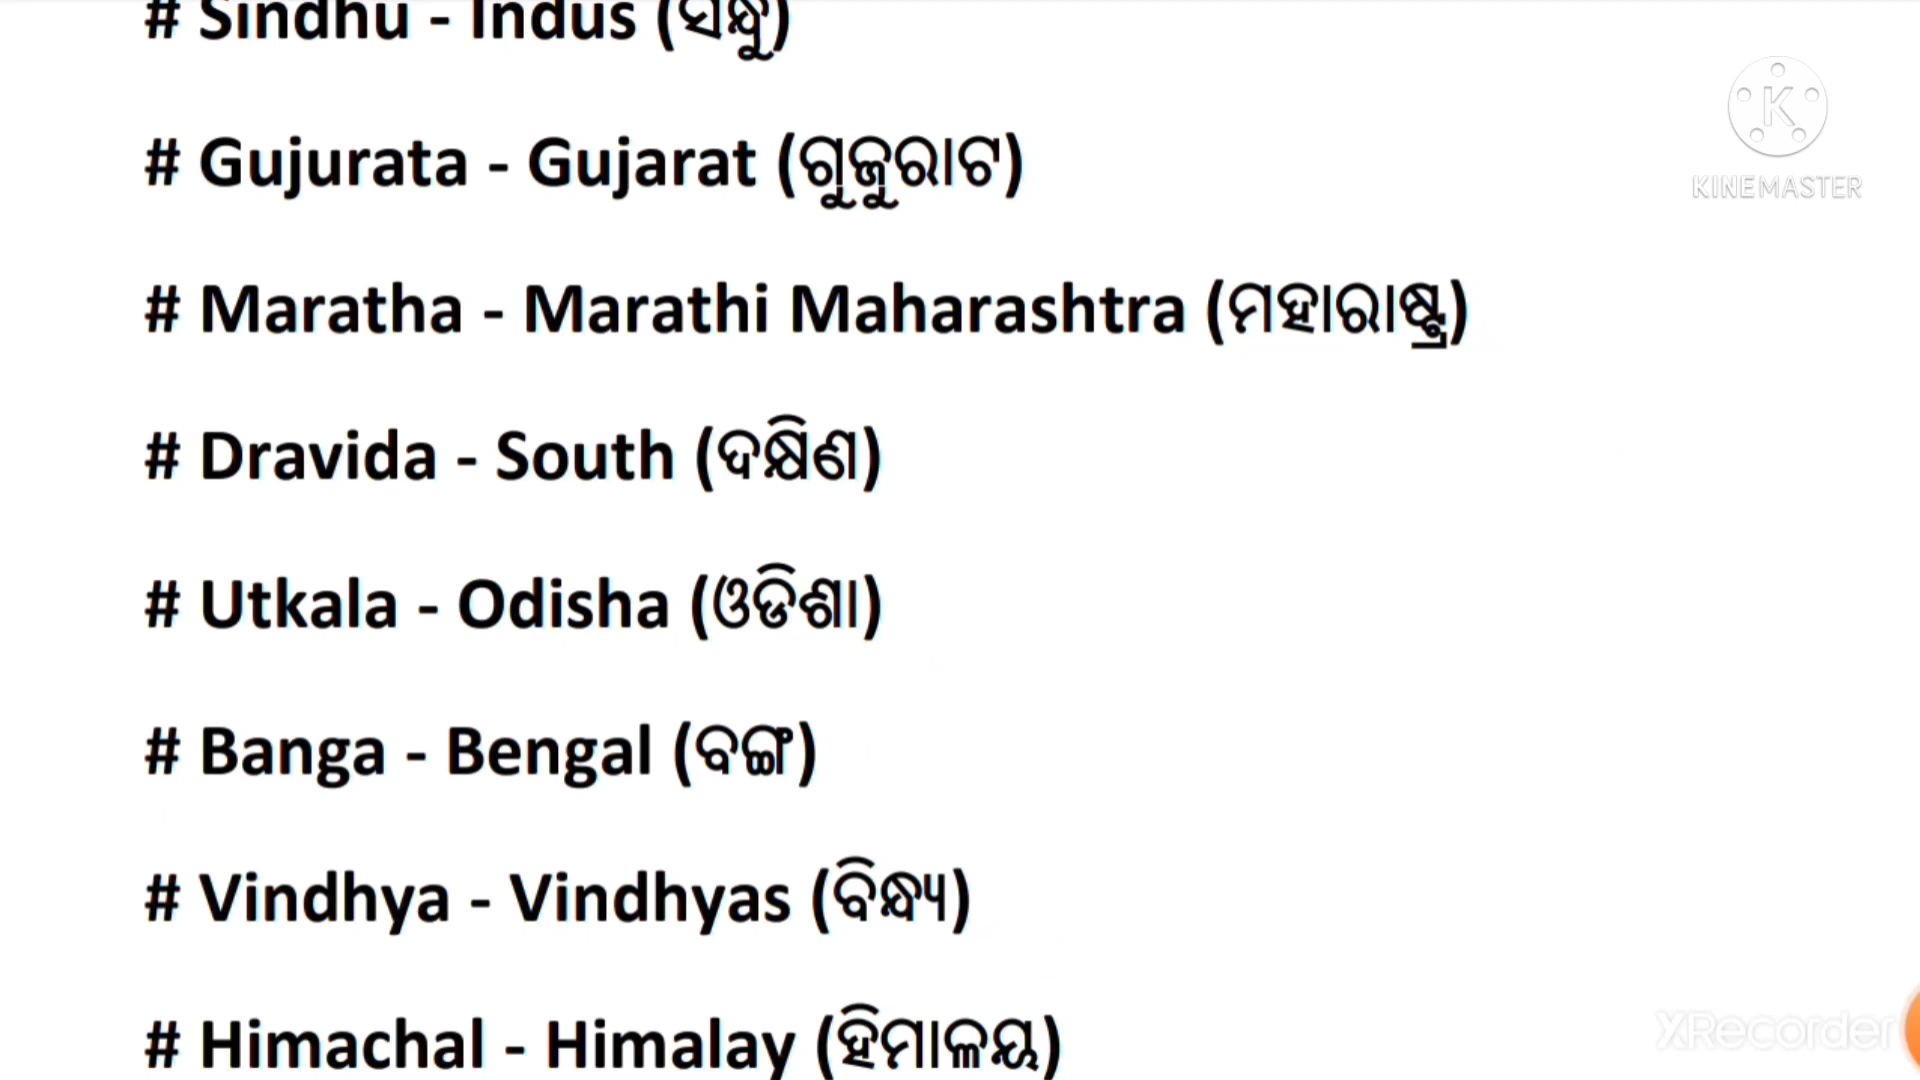 # Sindhu - Indus (ସିନ୍ଧୁ)
# Gujurata - Gujarat (ଗୁଜୁରାଟ)
KINEMASTER
# Maratha - Marathi Maharashtra (ମହାରାଷ୍ଟ୍ର)
# Dravida - South (ଦକ୍ଷିଣ)
# Utkala - Odisha (ଓଡିଶା)
# Banga - Bengal (ବଙ୍ଗ)
# Vindhya - Vindhyas (ବିନ୍ଧ୍ୟ)
# Himachal - Himalay (ହିମାଳୟ)
XRecorder